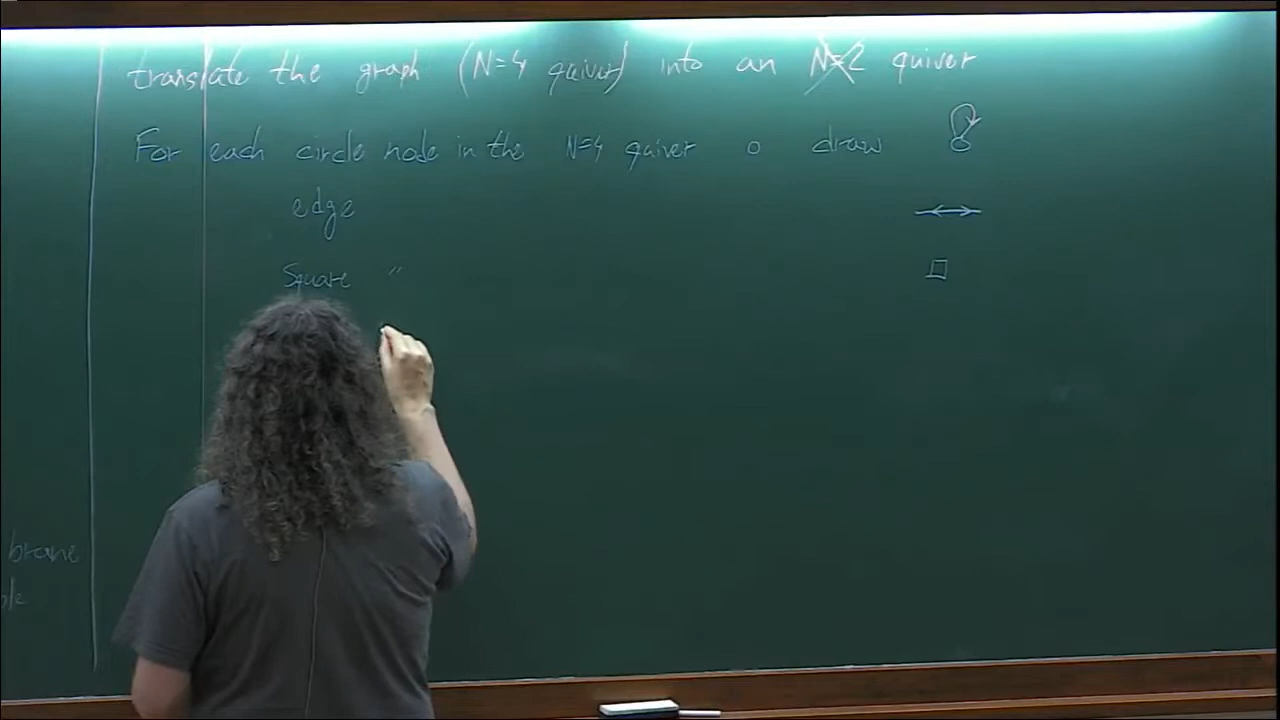 translate the graph (N=4 quiver) into an N=2 quiver
For each circle node in the N=4 quiver o draw
edge
Square "
brane